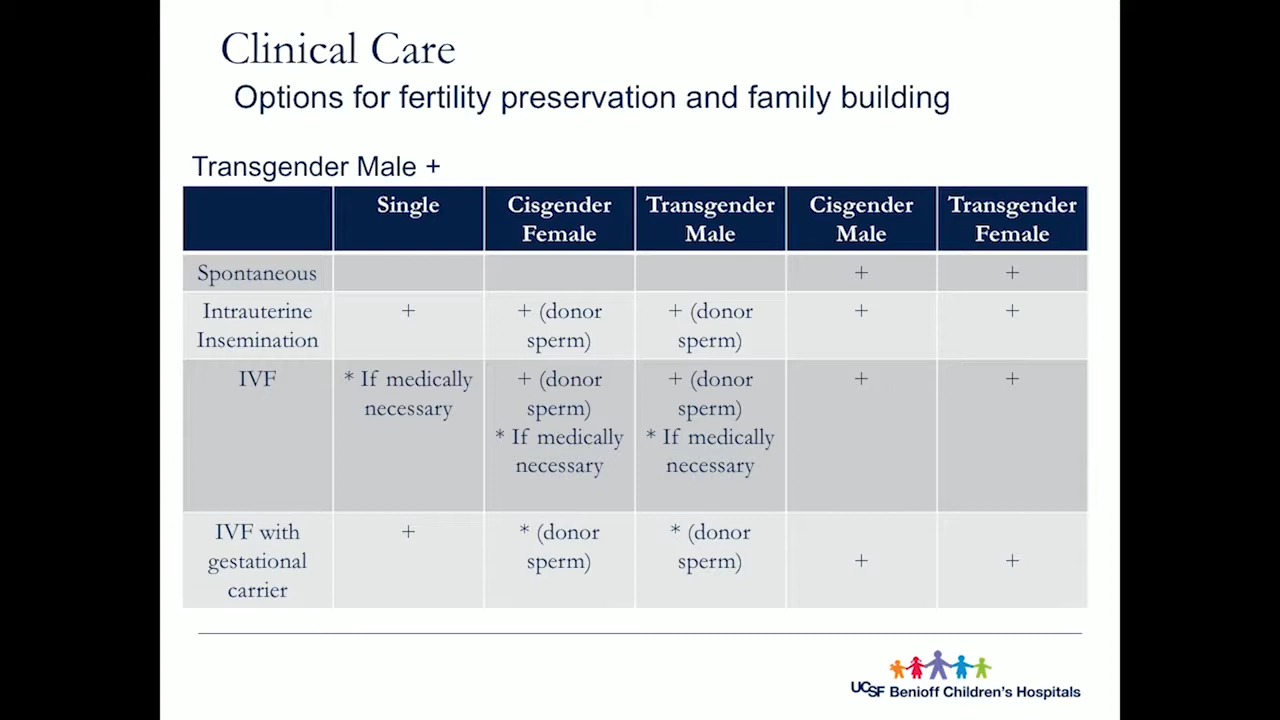 Clinical Care
Options for fertility preservation and family building
Transgender Male +
Single
Cisgender
Female
Transgender
Male
Cisgender
Male
Transgender
Female
Spontaneous
+
+
Intrauterine
Insemination
+
+ (donor
sperm)
+ (donor
sperm)
+
+
IVF
* If medically
necessary
+ (donor
sperm)
* If medically
necessary
+ (donor
sperm)
* If medically
necessary
+
+
IVF with
gestational
carrier
+
* (donor
sperm)
* (donor
sperm)
+
+
UCSF Benioff Children's Hospitals